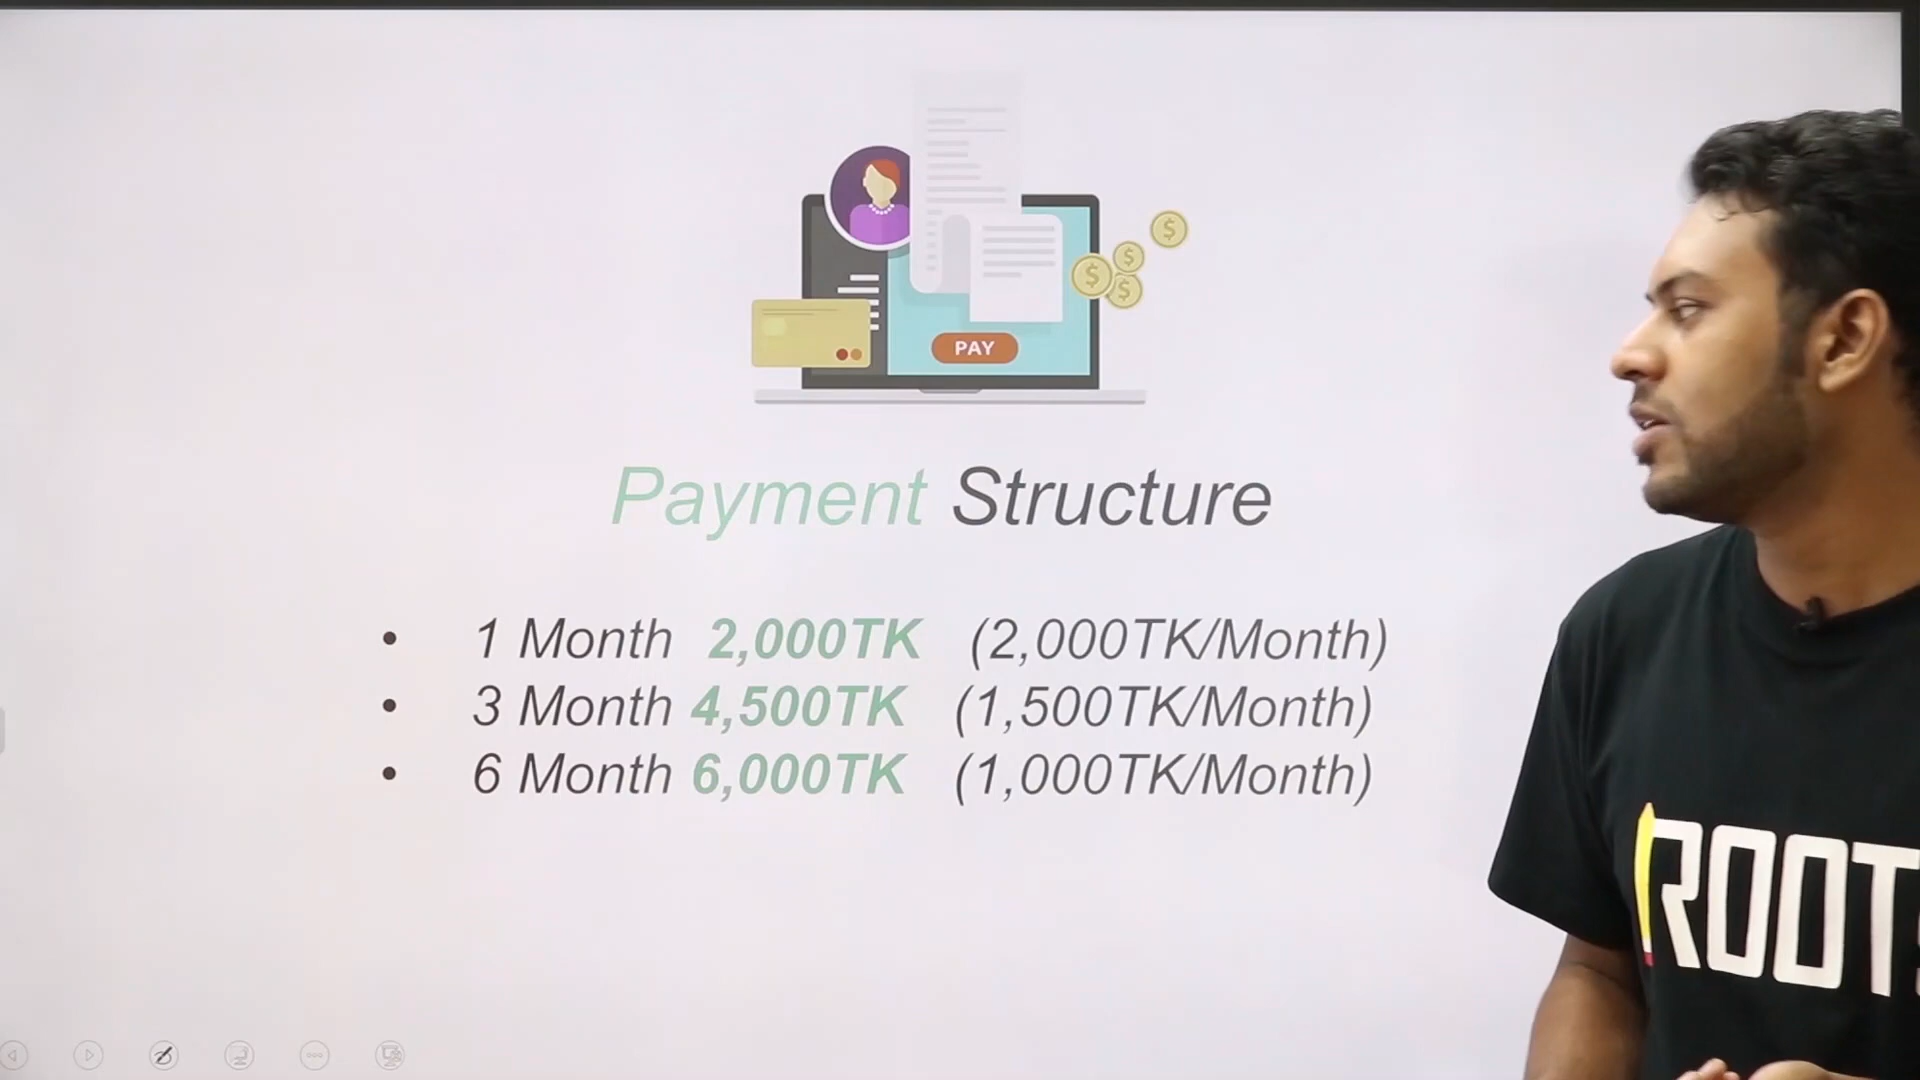 PAY
Payment Structure
• 1 Month 2,000TK (2,000TK/Month)
• 3 Month 4,500TK (1,500TK/Month)
• 6 Month 6,000TK (1,000TK/Month)
ROOTS